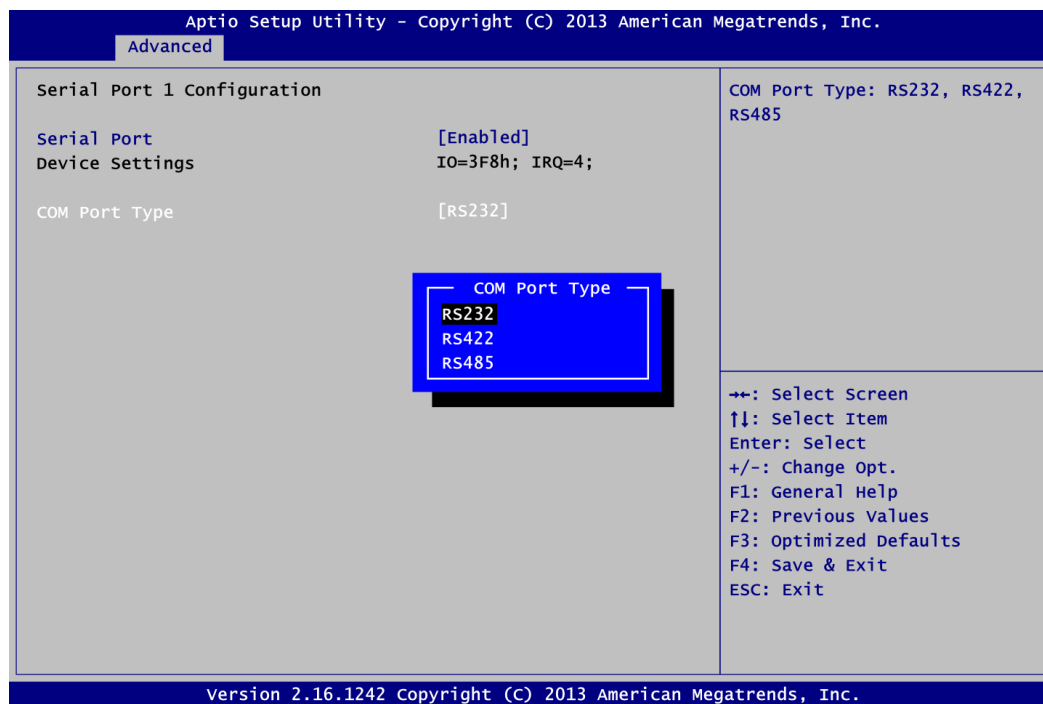 Aptio Setup Utility - Copyright (C) 2013 American Megatrends, Inc.
Advanced
Serial Port 1 Configuration
Serial Port [Enabled]
Device Settings IO=3F8h; IRQ=4;
COM Port Type [RS232]
COM Port Type
RS232
RS422
RS485
COM Port Type: RS232, RS422,
RS485
→←: Select Screen
↑↓: Select Item
Enter: Select
+/-: Change Opt.
F1: General Help
F2: Previous Values
F3: Optimized Defaults
F4: Save & Exit
ESC: Exit
Version 2.16.1242 Copyright (C) 2013 American Megatrends, Inc.